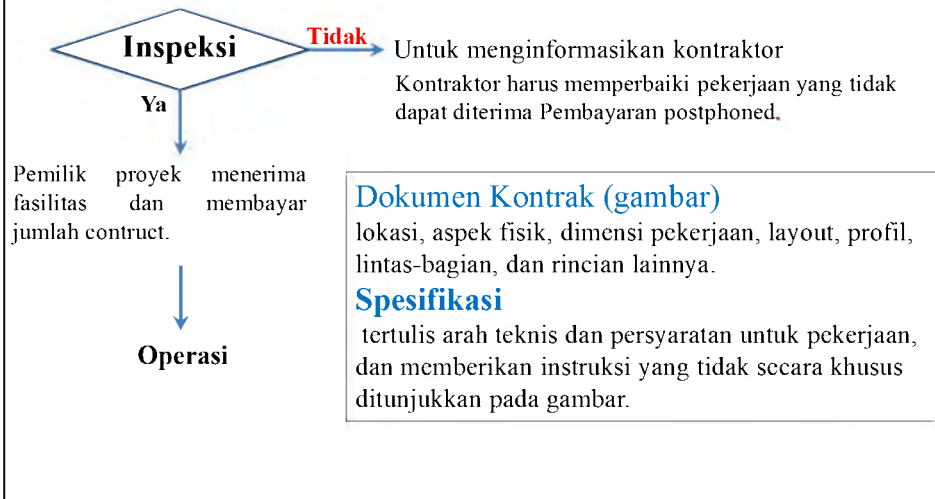 Inspeksi
Tidak
Untuk menginformasikan kontraktor
Kontraktor harus memperbaiki pekerjaan yang tidak
dapat diterima Pembayaran postphoned.
Ya
Pemilik proyek menerima
fasilitas dan membayar
jumlah contruct.
Operasi
Dokumen Kontrak (gambar)
lokasi, aspek fisik, dimensi pekerjaan, layout, profil,
lintas-bagian, dan rincian lainnya.
Spesifikasi
tertulis arah teknis dan persyaratan untuk pekerjaan,
dan memberikan instruksi yang tidak secara khusus
ditunjukkan pada gambar.